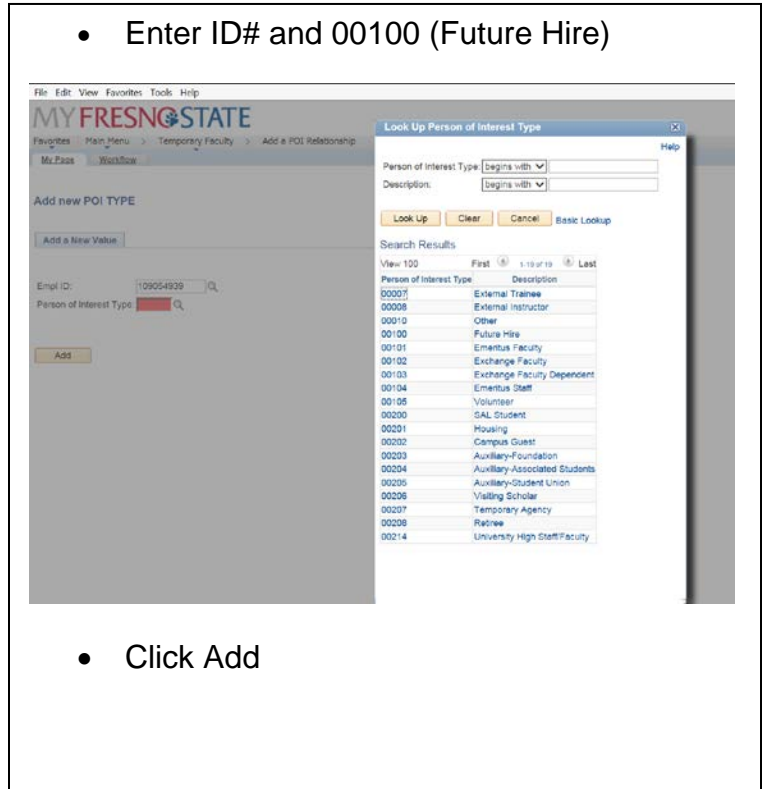 • Enter ID# and 00100 (Future Hire)
File Edit View Favorites Tools Help
MY FRESNO STATE
Favorites Main Menu > Temporary Faculty > Add a POI Relationship
My Page Workflow
Add new POI TYPE
Add a New Value
Empl ID: 109054939
Person of Interest Type:
Add
Look Up Person of Interest Type
Help
Person of Interest Type: begins with
Description: begins with
Look Up Clear Cancel Basic Lookup
Search Results
View 100 First 1-19 of 19 Last
Person of Interest Type Description
00007 External Trainee
00008 External Instructor
00010 Other
00100 Future Hire
00101 Emeritus Faculty
00102 Exchange Faculty
00103 Exchange Faculty Dependent
00104 Emeritus Staff
00105 Volunteer
00200 SAL Student
00201 Housing
00202 Campus Guest
00203 Auxiliary-Foundation
00204 Auxiliary-Associated Students
00205 Auxiliary-Student Union
00206 Visiting Scholar
00207 Temporary Agency
00208 Retiree
00214 University High Staff/Faculty
• Click Add